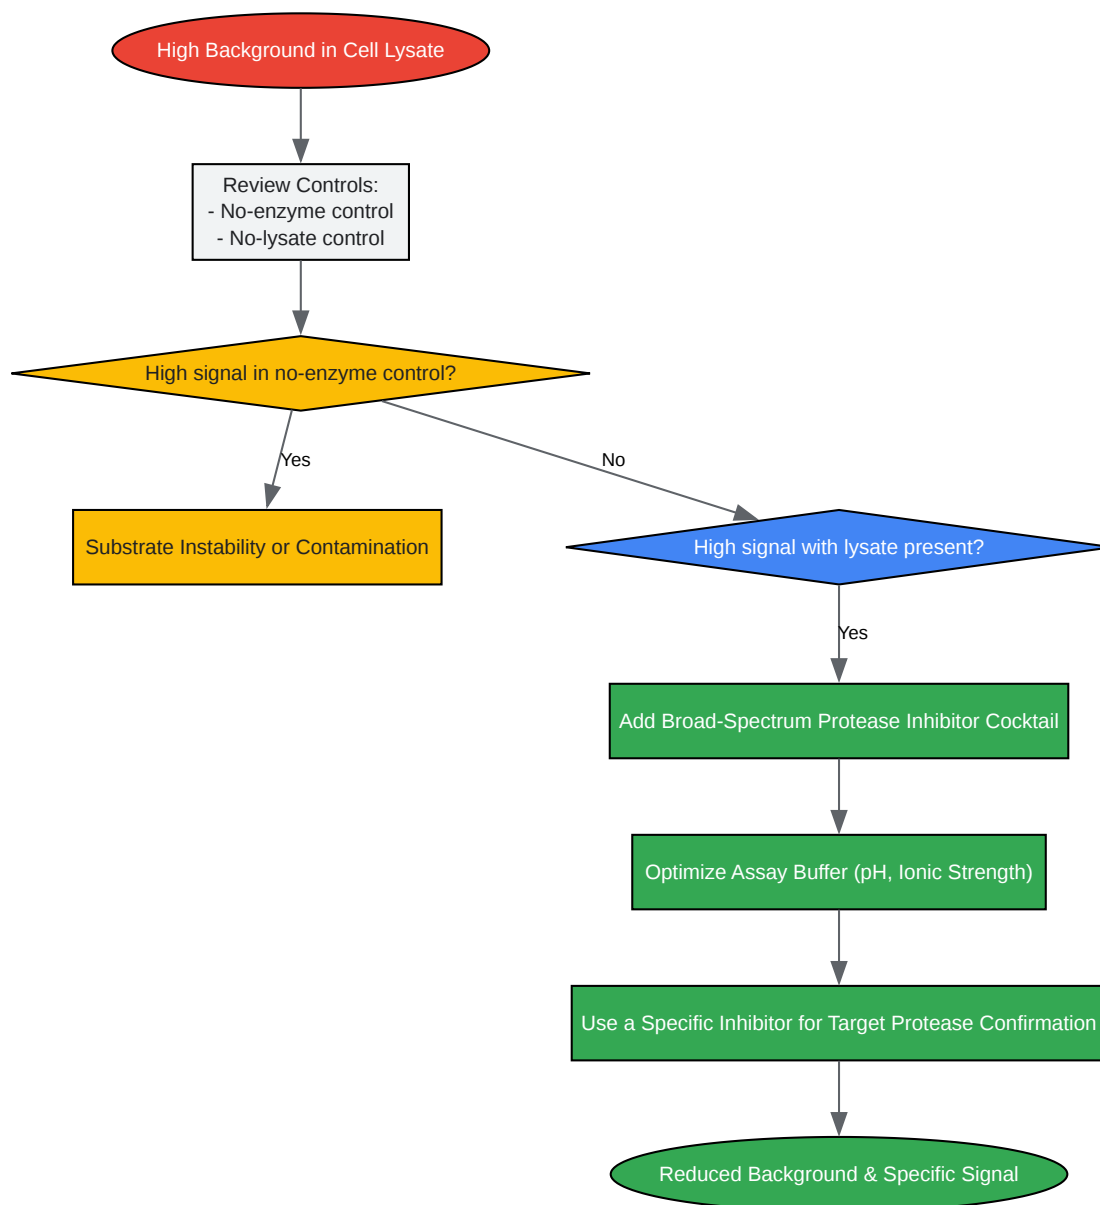 High Background in Cell Lysate
Review Controls:
- No-enzyme control
- No-lysate control
High signal in no-enzyme control?
Yes
No
Substrate Instability or Contamination
High signal with lysate present?
Yes
Add Broad-Spectrum Protease Inhibitor Cocktail
Optimize Assay Buffer (pH, Ionic Strength)
Use a Specific Inhibitor for Target Protease Confirmation
Reduced Background & Specific Signal